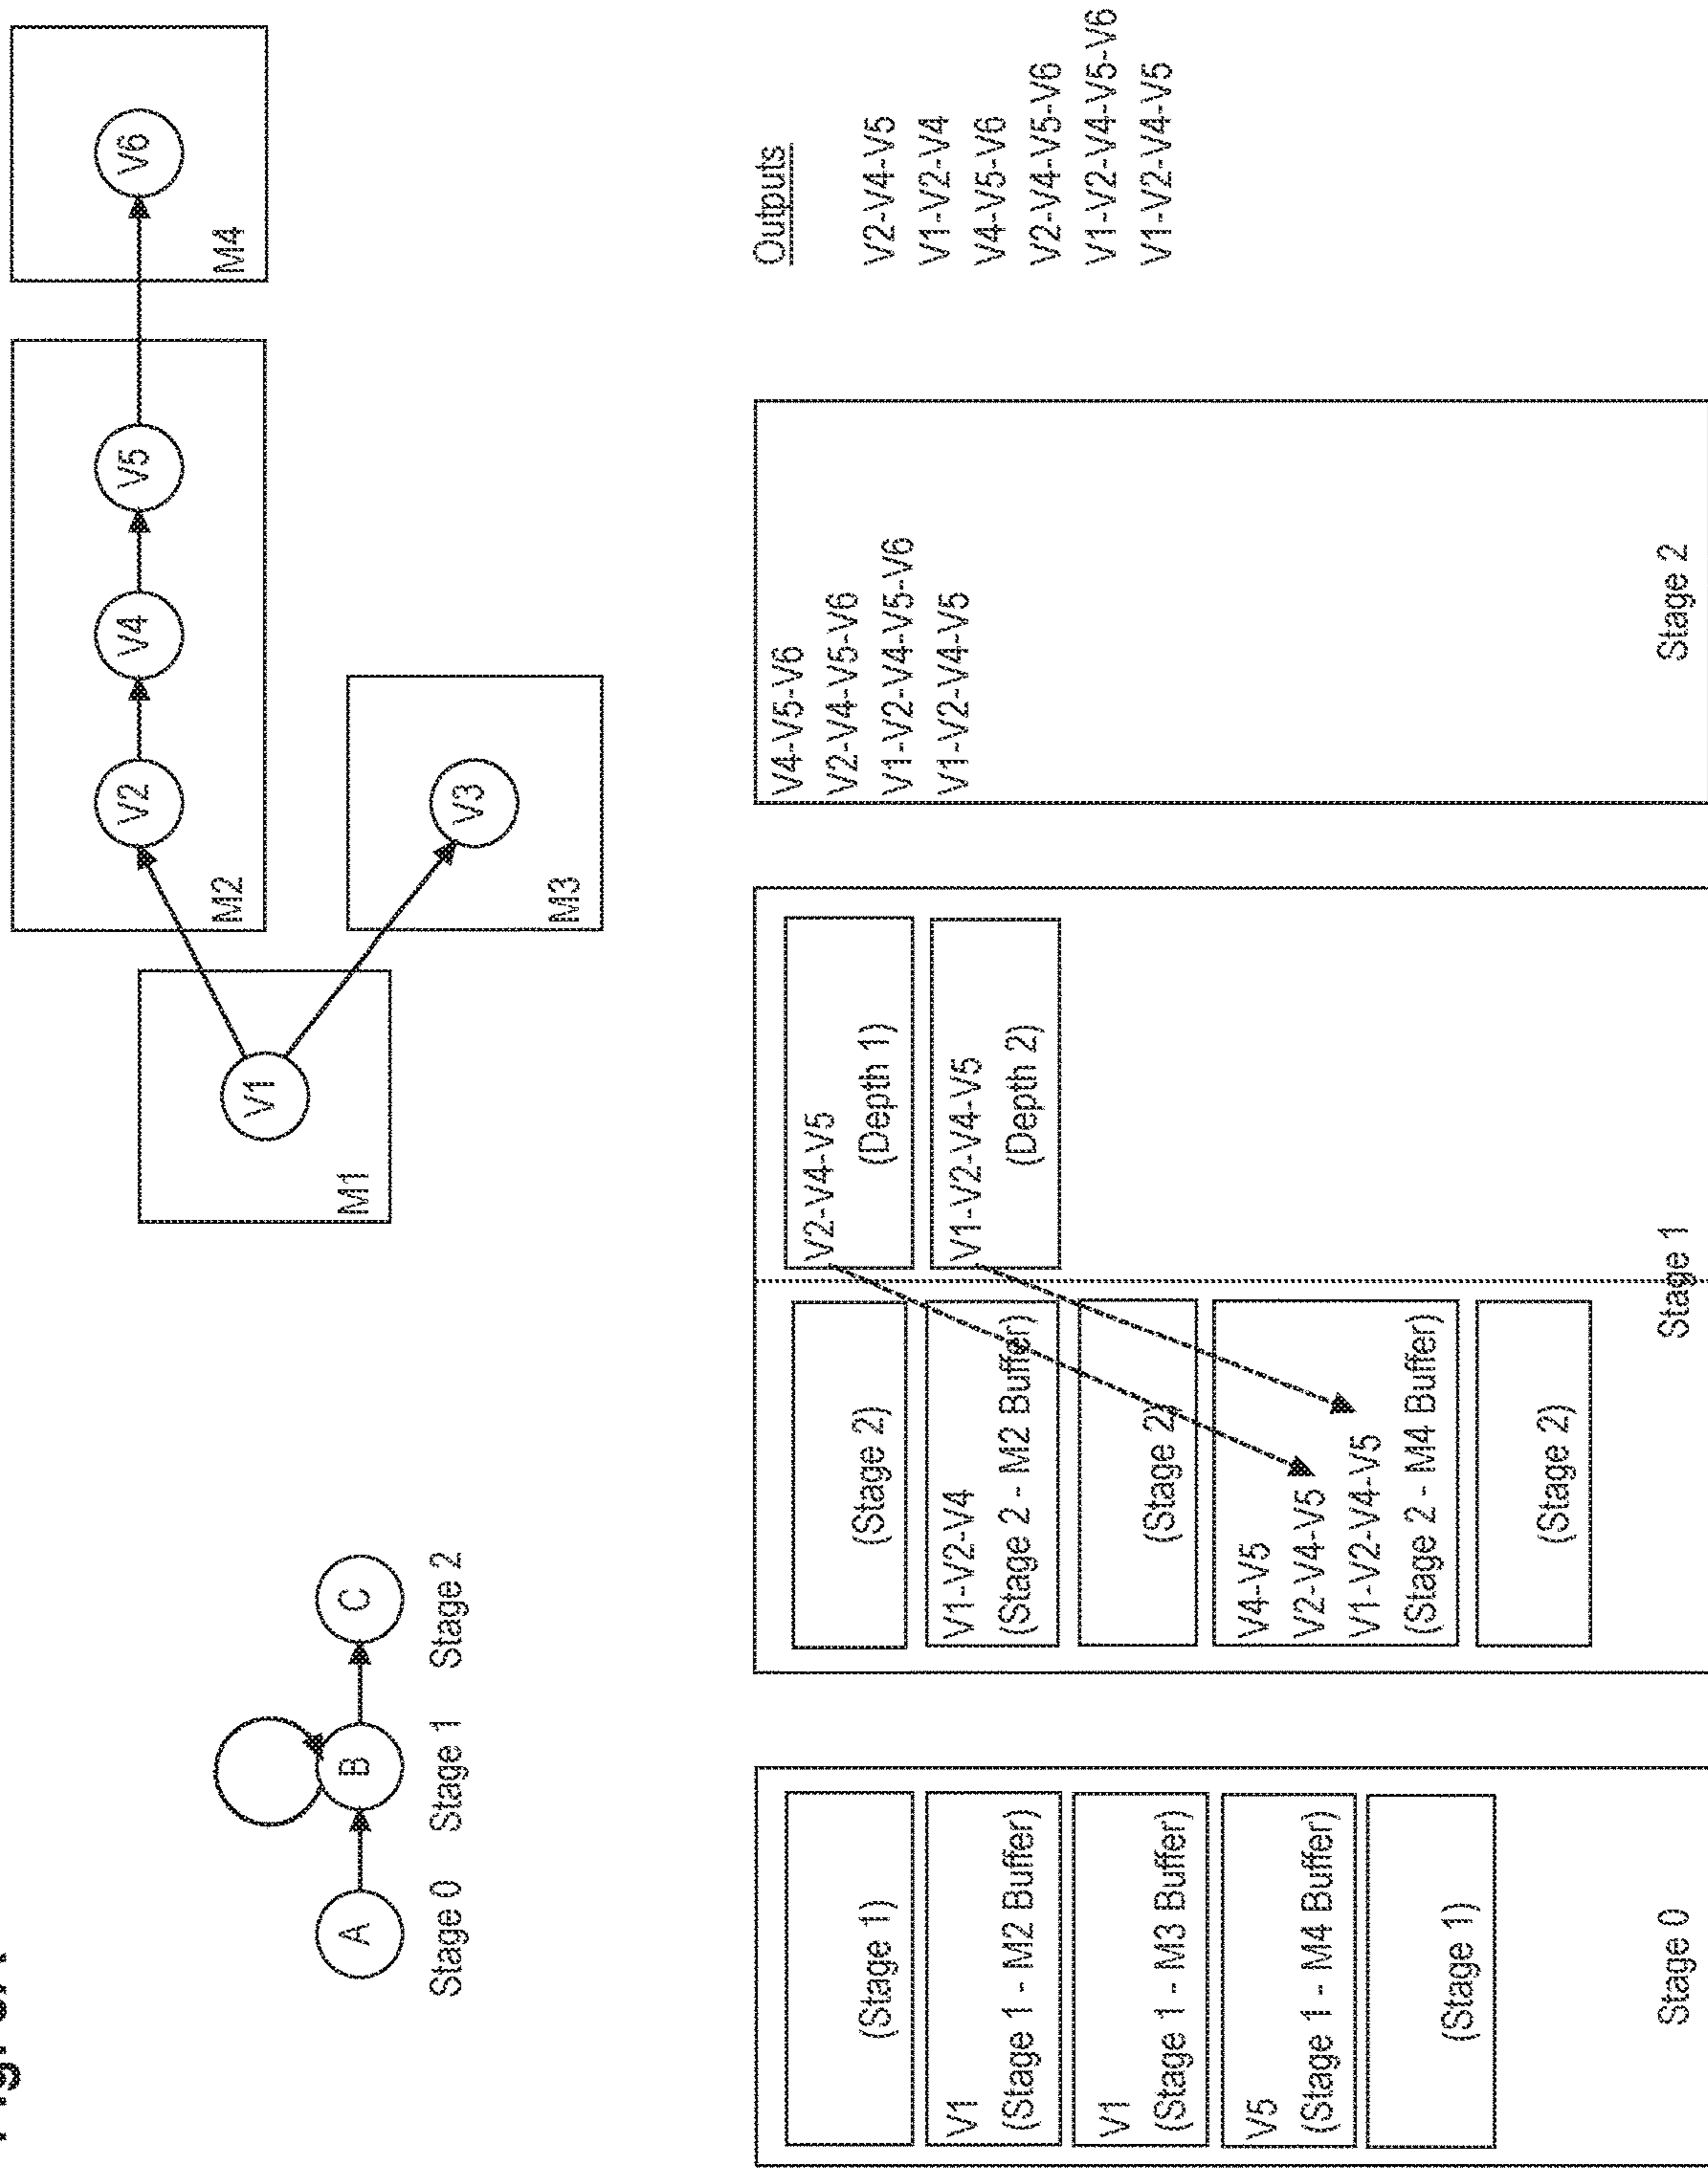 A
B
C
Stage 0
Stage 1
Stage 2
V1
M1
V2
V4
V5
M2
V3
M3
V6
M4
(Stage 1)
V1
(Stage 1 - M2 Buffer)
V1
(Stage 1 - M3 Buffer)
V5
(Stage 1 - M4 Buffer)
(Stage 1)
Stage 0
(Stage 2)
V1-V2-V4
(Stage 2 - M2 Buffer)
(Stage 2)
V4-V5
V2-V4-V5
V1-V2-V4-V5
(Stage 2 - M4 Buffer)
(Stage 2)
V2-V4-V5
(Depth 1)
V1-V2-V4-V5
(Depth 2)
Stage 1
V4-V5-V6
V2-V4-V5-V6
V1-V2-V4-V5-V6
V1-V2-V4-V5
Stage 2
Outputs
V2-V4-V5
V1-V2-V4
V4-V5-V6
V2-V4-V5-V6
V1-V2-V4-V5-V6
V1-V2-V4-V5